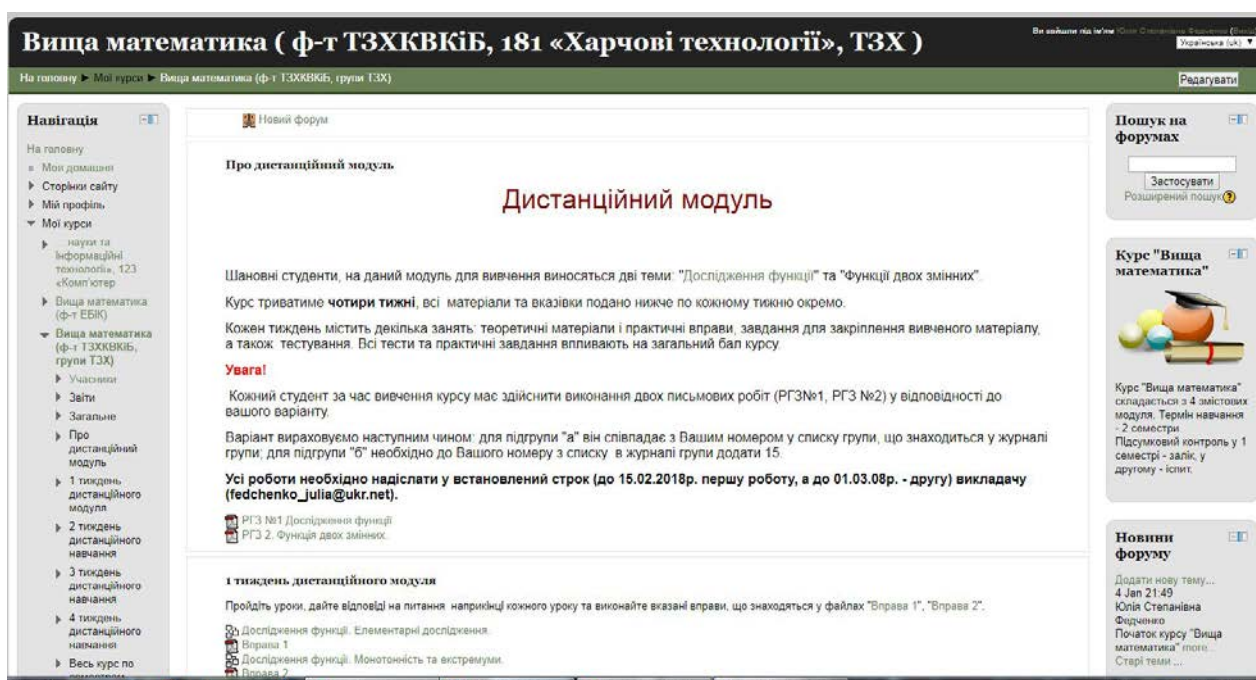 Вища математика ( ф-т ТЗХКВКіБ, 181 «Харчові технології», ТЗХ )
Ви ввійшли під ім'ям Юлія Степанівна Федченко
Українська (uk)
На головну ► Мої курси ► Вища математика (ф-т ТЗХКВКіБ, групи ТЗХ)
Редагувати
Навігація
На головну
Моя домашня
Сторінки сайту
Мій профіль
Мої курси
...науки та
інформаційні
технології», 123
«Комп'ютер
Вища математика
(ф-т ЕБІК)
Вища математика
(ф-т ТЗХКВКіБ,
групи ТЗХ)
Учасники
Звіти
Загальне
Про
дистанційний
модуль
1 тиждень
дистанційного
модуля
2 тиждень
дистанційного
навчання
3 тиждень
дистанційного
навчання
4 тиждень
дистанційного
навчання
Весь курс по
Новий форум
Про дистанційний модуль
Дистанційний модуль
Шановні студенти, на даний модуль для вивчення виносяться дві теми: "Дослідження функції" та "Функції двох змінних".
Курс триватиме чотири тижні, всі матеріали та вказівки подано нижче по кожному тижню окремо.
Кожен тиждень містить декілька занять: теоретичні матеріали і практичні вправи, завдання для закріплення вивченого матеріалу,
а також тестування. Всі тести та практичні завдання впливають на загальний бал курсу.
Увага!
Кожний студент за час вивчення курсу має здійснити виконання двох письмових робіт (РГЗ№1, РГЗ №2) у відповідності до
вашого варіанту.
Варіант вираховуємо наступним чином: для підгрупи "а" він співпадає з Вашим номером у списку групи, що знаходиться у журналі
групи; для підгрупи "б" необхідно до Вашого номеру з списку в журналі групи додати 15.
Усі роботи необхідно надіслати у встановлений строк (до 15.02.2018р. першу роботу, а до 01.03.08р. - другу) викладачу
(fedchenko_julia@ukr.net).
РГЗ №1 Дослідження функції
РГЗ 2. Функція двох змінних.
1 тиждень дистанційного модуля
Пройдіть уроки, дайте відповіді на питання наприкінці кожного уроку та виконайте вказані вправи, що знаходяться у файлах "Вправа 1", "Вправа 2".
Дослідження функції. Елементарні дослідження.
Вправа 1
Дослідження функції. Монотонність та екстремуми.
Вправа 2
Пошук на
форумах
Застосувати
Розширений пошук
Курс "Вища
математика"
Курс "Вища математика"
складається з 4 змістових
модуля. Термін навчання
- 2 семестри.
Підсумковий контроль у 1
семестрі - залік, у
другому - іспит.
Новини
форуму
Додати нову тему...
4 Jan 21:49
Юлія Степанівна
Федченко
Початок курсу "Вища
математика" more...
Старі теми ...